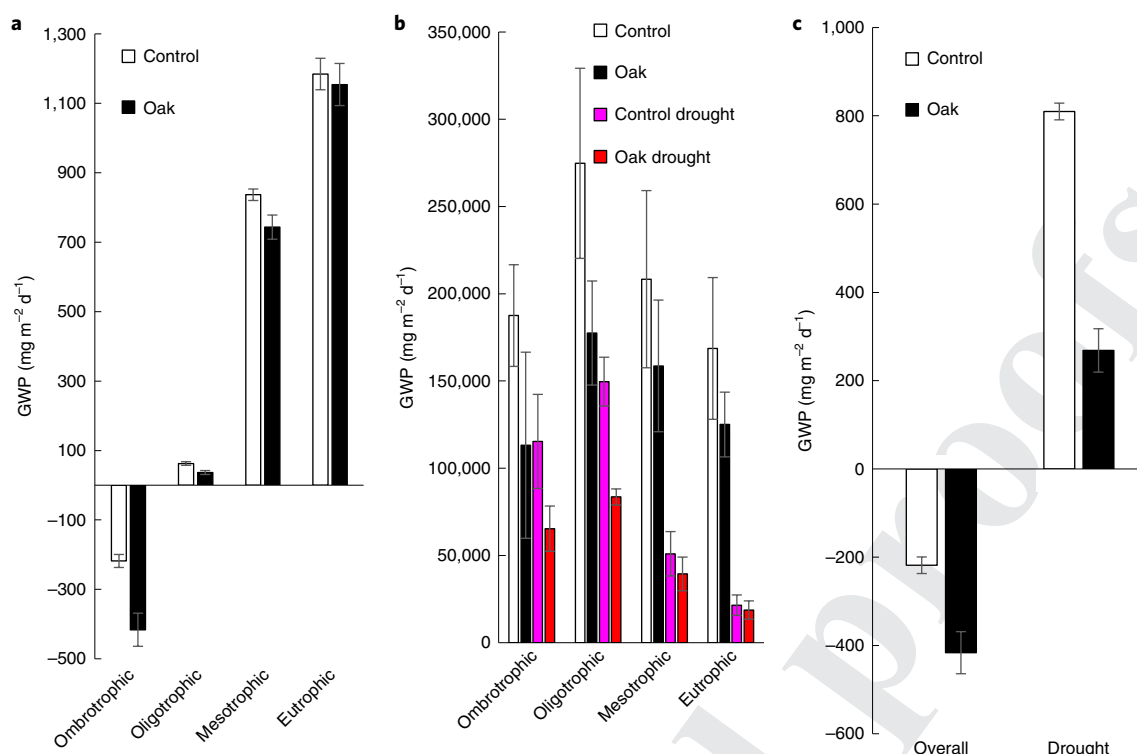 a
1,300
1,100
900
700
500
300
100
−100
−300
−500
GWP (mg m⁻² d⁻¹)
Control
Oak
Ombrotrophic
Oligotrophic
Mesotrophic
Eutrophic
b
350,000
300,000
250,000
200,000
150,000
100,000
50,000
0
GWP (mg m⁻² d⁻¹)
Control
Oak
Control drought
Oak drought
Ombrotrophic
Oligotrophic
Mesotrophic
Eutrophic
c
1,000
800
600
400
200
0
−200
−400
−600
GWP (mg m⁻² d⁻¹)
Control
Oak
Overall
Drought
proofs